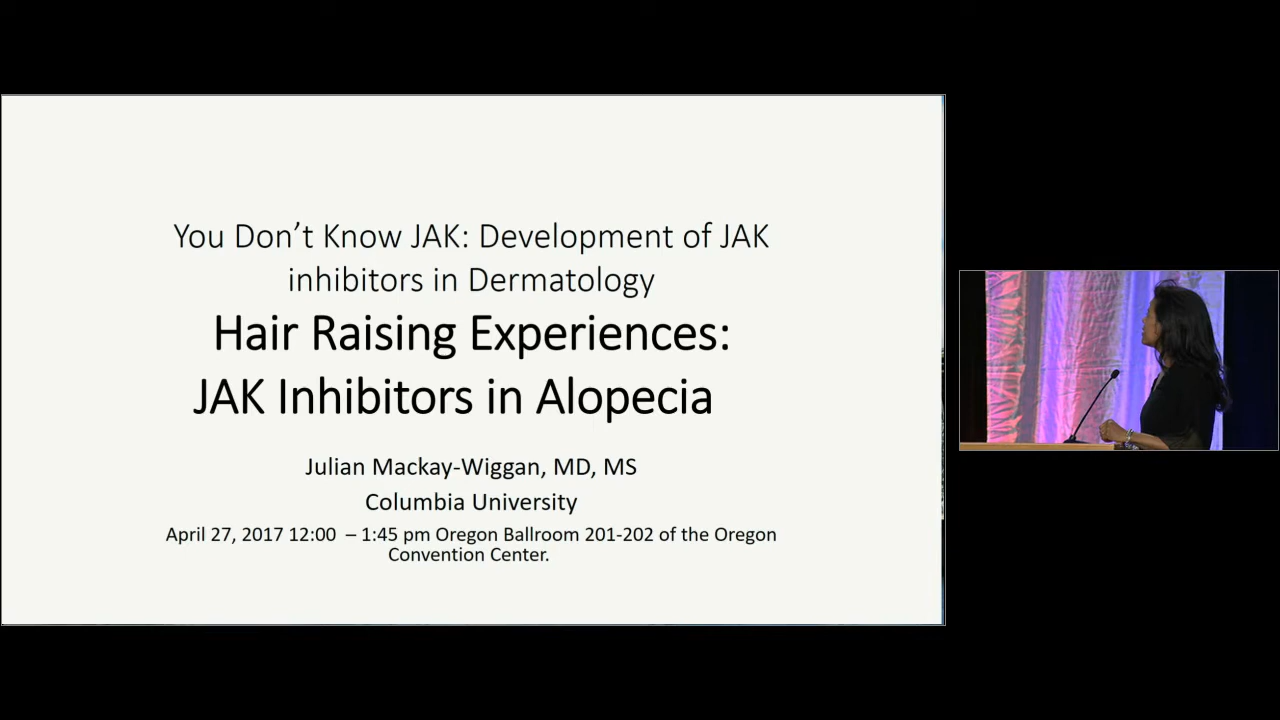 You Don’t Know JAK: Development of JAK
inhibitors in Dermatology
Hair Raising Experiences:
JAK Inhibitors in Alopecia
Julian Mackay-Wiggan, MD, MS
Columbia University
April 27, 2017 12:00 – 1:45 pm Oregon Ballroom 201-202 of the Oregon
Convention Center.